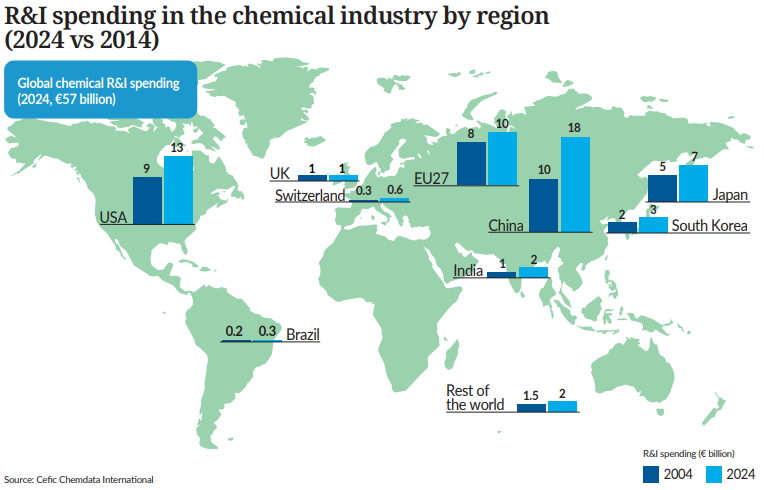 R&I spending in the chemical industry by region
(2024 vs 2014)
Global chemical R&I spending
(2024, €57 billion)
9
13
USA
UK
1
1
Switzerland
0.3
0.6
EU27
8
10
China
10
18
5
7
Japan
2
3
South Korea
India
1
2
0.2
0.3
Brazil
Rest of
the world
1.5
2
R&I spending (€ billion)
2004
2024
Source: Cefic Chemdata International